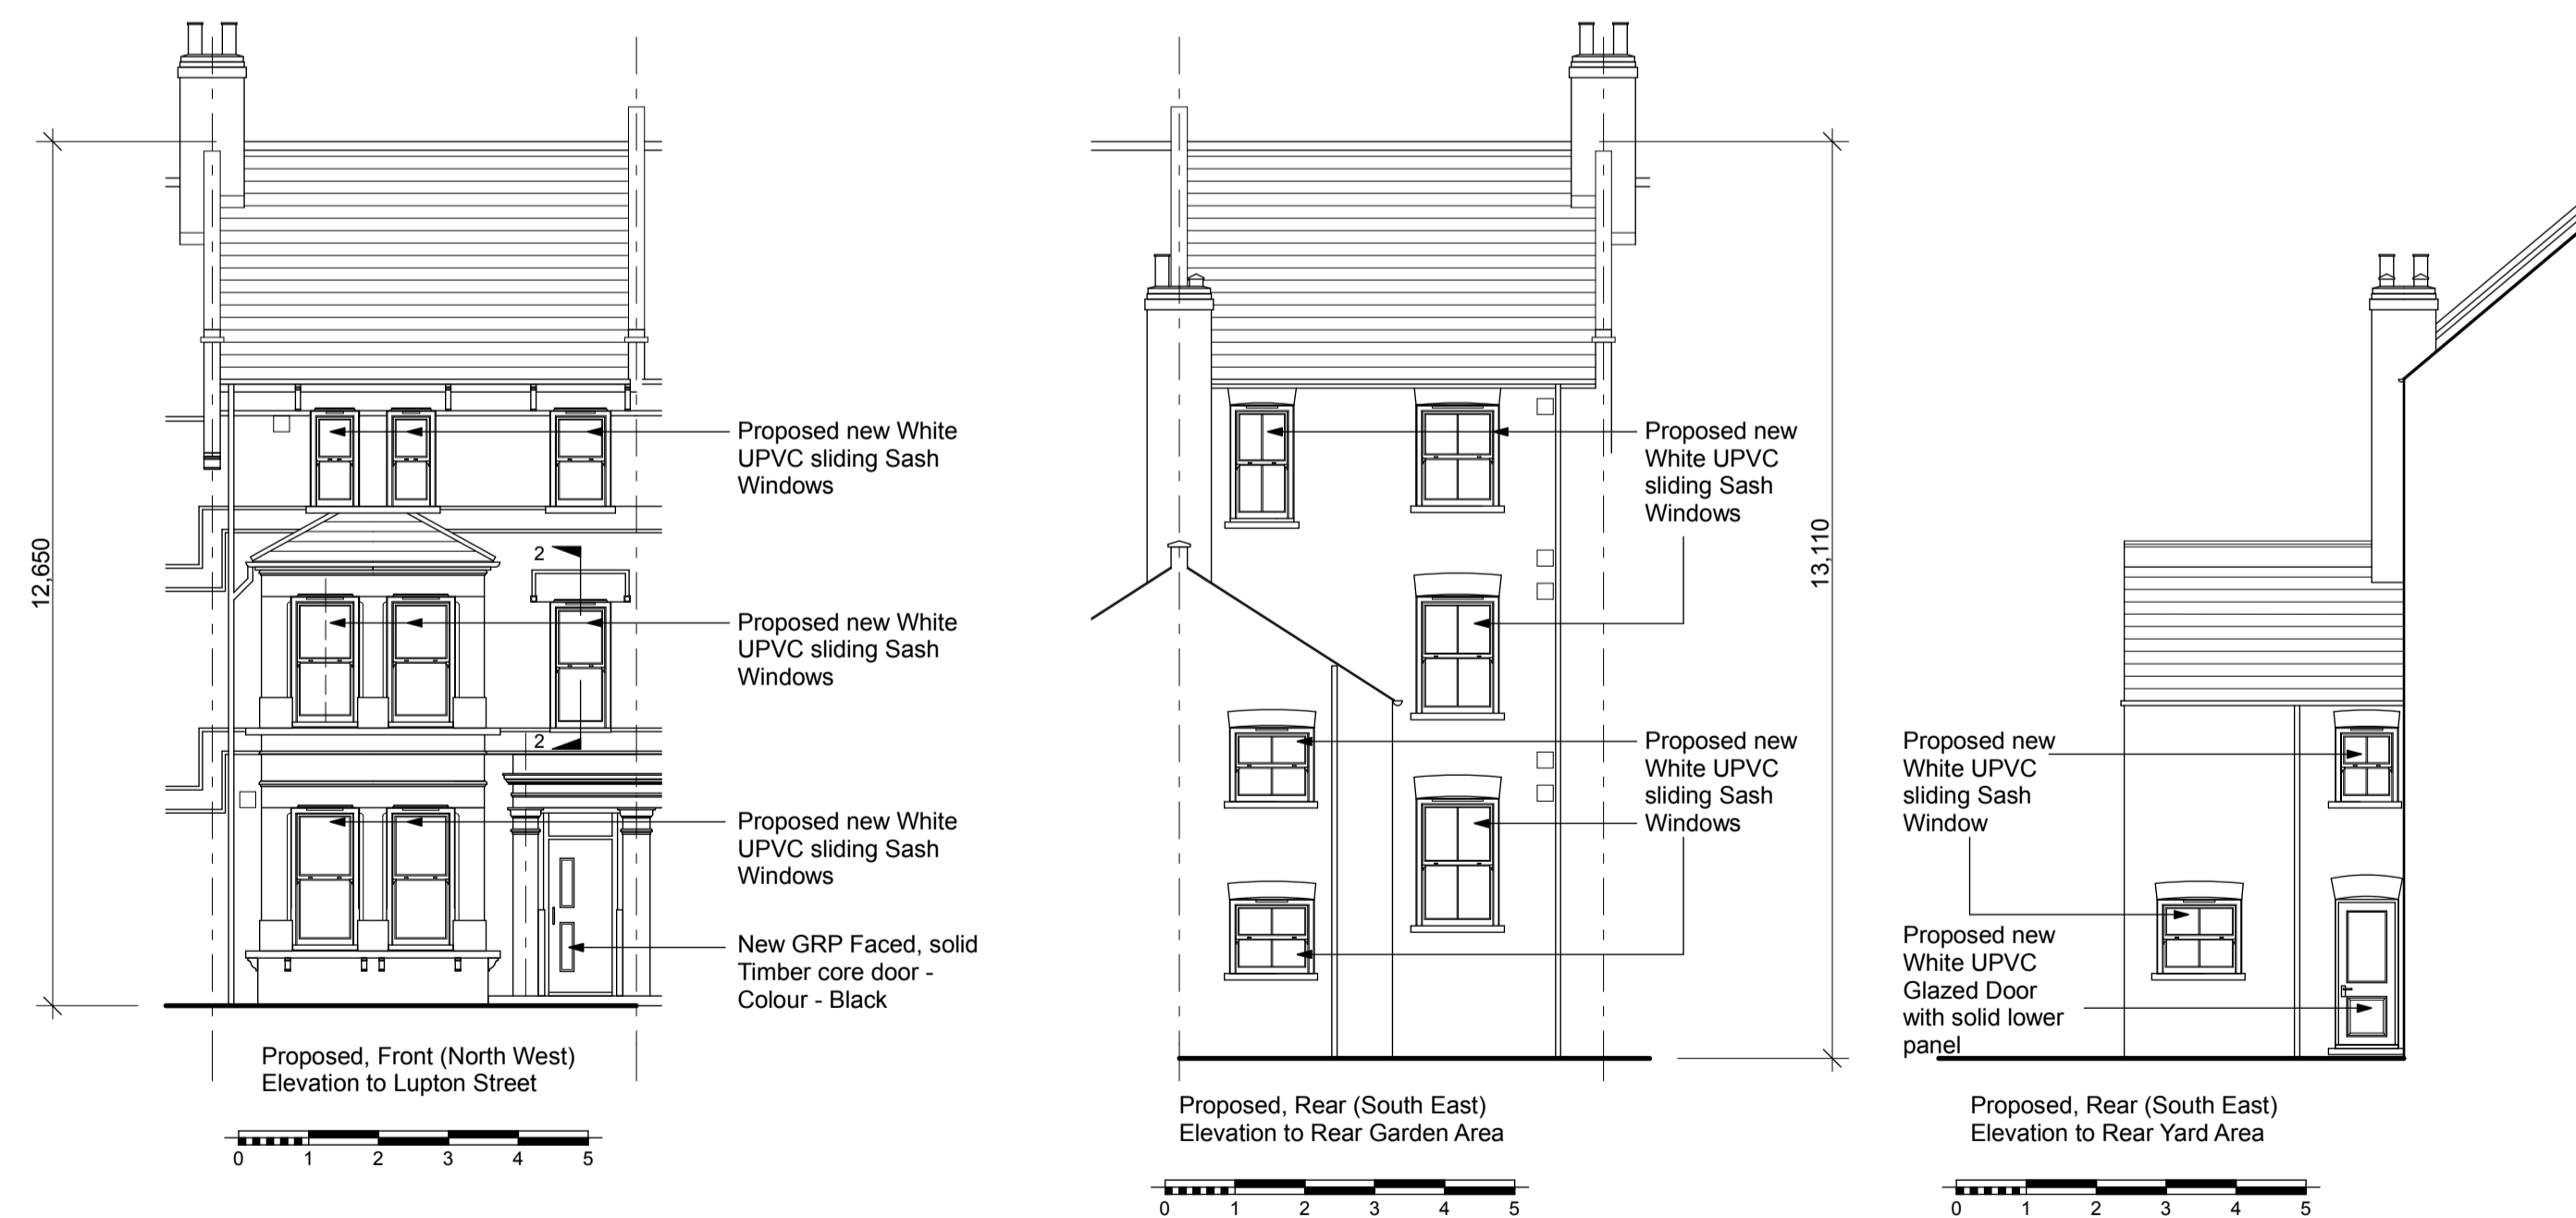 12,650
Proposed new White
UPVC sliding Sash
Windows
2
Proposed new White
UPVC sliding Sash
Windows
2
Proposed new White
UPVC sliding Sash
Windows
New GRP Faced, solid
Timber core door -
Colour - Black
Proposed, Front (North West)
Elevation to Lupton Street
0 1 2 3 4 5
Proposed new
White UPVC
sliding Sash
Windows
13,110
Proposed new
White UPVC
sliding Sash
Windows
Proposed, Rear (South East)
Elevation to Rear Garden Area
0 1 2 3 4 5
Proposed new
White UPVC
sliding Sash
Window
Proposed new
White UPVC
Glazed Door
with solid lower
panel
Proposed, Rear (South East)
Elevation to Rear Yard Area
0 1 2 3 4 5